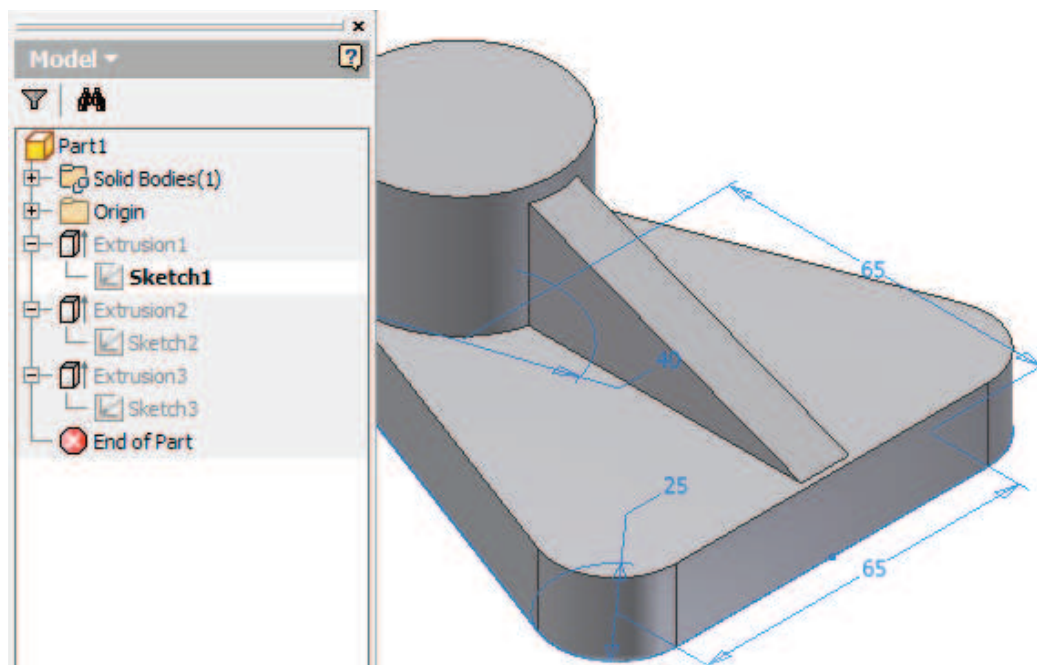 Model
Part1
Solid Bodies(1)
Origin
Extrusion1
Sketch1
Extrusion2
Sketch2
Extrusion3
Sketch3
End of Part
65
40
25
65